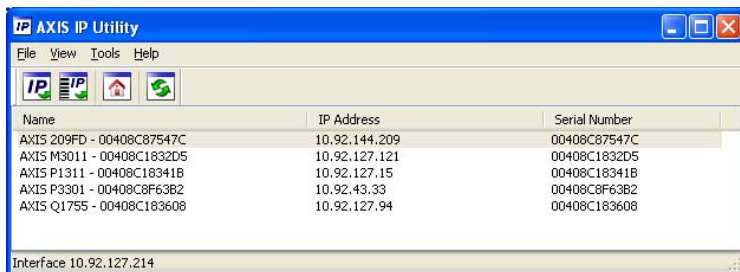 IP AXIS IP Utility
File View Tools Help
IP IP
Name IP Address Serial Number
AXIS 209FD - 00408C87547C 10.92.144.209 00408C87547C
AXIS M3011 - 00408C1832D5 10.92.127.121 00408C1832D5
AXIS P1311 - 00408C18341B 10.92.127.15 00408C18341B
AXIS P3301 - 00408C8F63B2 10.92.43.33 00408C8F63B2
AXIS Q1755 - 00408C183608 10.92.127.94 00408C183608
Interface 10.92.127.214